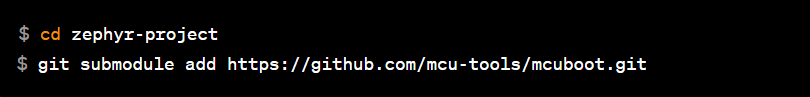 $ cd zephyr-project
$ git submodule add https://github.com/mcu-tools/mcuboot.git